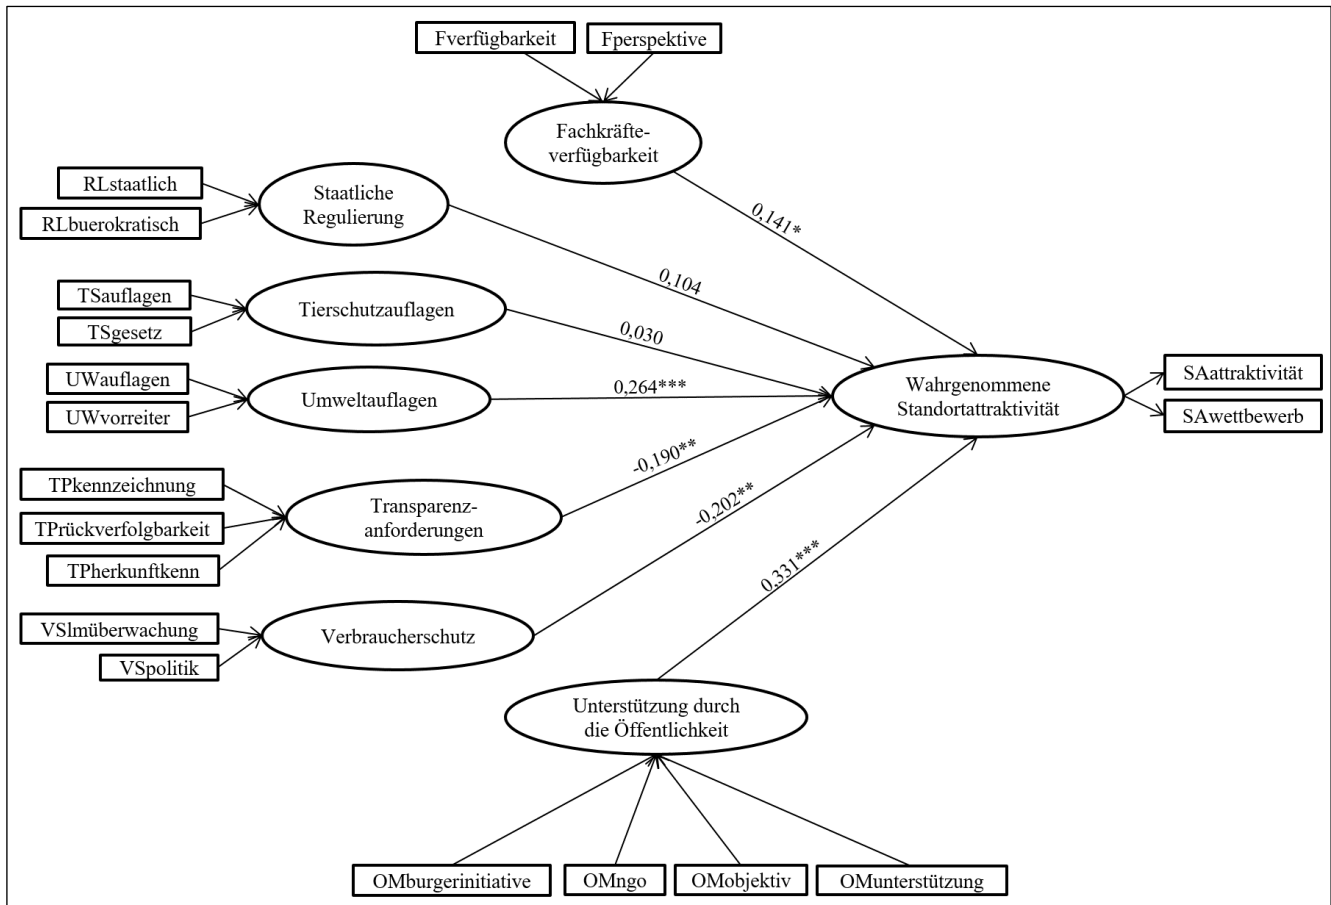 Fverfügbarkeit
Fperspektive
Fachkräfte-
verfügbarkeit
RLstaatlich
RLbuerokratisch
Staatliche
Regulierung
0,141*
0,104
TSauflagen
TSgesetz
Tierschutzauflagen
0,030
UWauflagen
UWvorreiter
Umweltauflagen
0,264***
Wahrgenommene
Standortattraktivität
SAattraktivität
SAwettbewerb
TPkennzeichnung
TPrückverfolgbarkeit
TPherkunftkenn
Transparenz-
anforderungen
-0,190**
-0,202**
VSlmüberwachung
VSpolitik
Verbraucherschutz
0,331***
Unterstützung durch
die Öffentlichkeit
OMburgerinitiative
OMngo
OMobjektiv
OMunterstützung